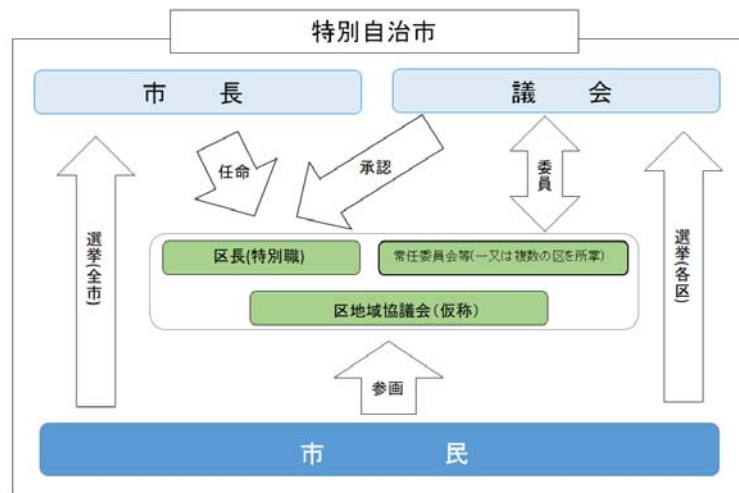 特別自治市
市　長
議　会
任命
承認
委員
選挙(全市)
選挙(各区)
区長(特別職)
常任委員会等(一又は複数の区を所掌)
区地域協議会(仮称)
参画
市　民